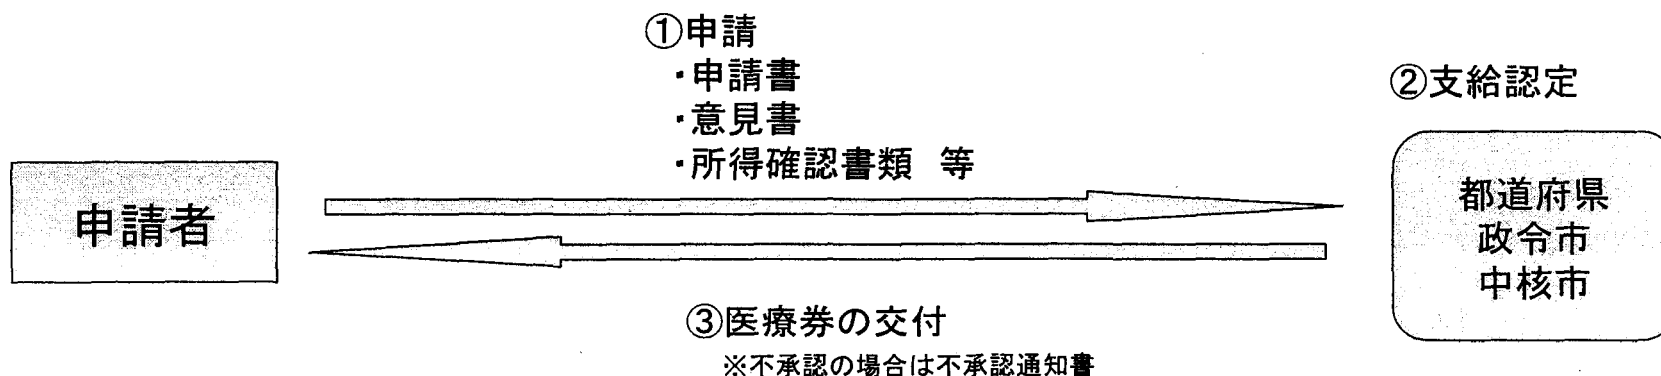 ①申請
・申請書
・意見書
・所得確認書類 等
②支給認定
申請者
都道府県
政令市
中核市
③医療券の交付
※不承認の場合は不承認通知書